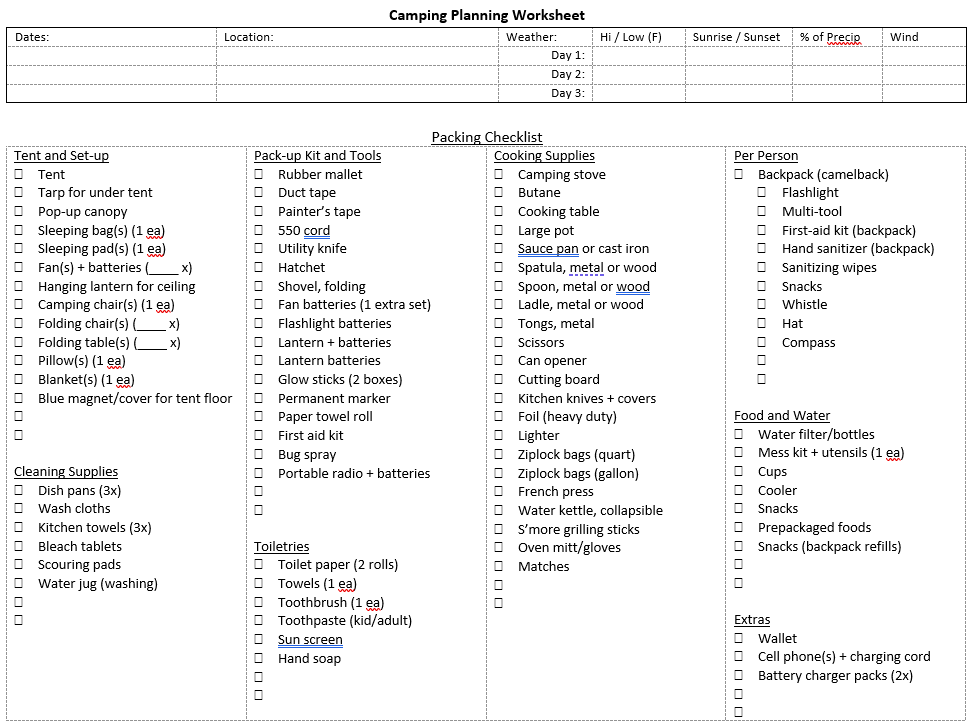 Camping Planning Worksheet
Dates: Location: Weather: Hi / Low (F) Sunrise / Sunset % of Precip Wind
Day 1:
Day 2:
Day 3:
Packing Checklist
Tent and Set-up
☐ Tent
☐ Tarp for under tent
☐ Pop-up canopy
☐ Sleeping bag(s) (1 ea)
☐ Sleeping pad(s) (1 ea)
☐ Fan(s) + batteries (____ x)
☐ Hanging lantern for ceiling
☐ Camping chair(s) (1 ea)
☐ Folding chair(s) (____ x)
☐ Folding table(s) (____ x)
☐ Pillow(s) (1 ea)
☐ Blanket(s) (1 ea)
☐ Blue magnet/cover for tent floor
☐
☐
Cleaning Supplies
☐ Dish pans (3x)
☐ Wash cloths
☐ Kitchen towels (3x)
☐ Bleach tablets
☐ Scouring pads
☐ Water jug (washing)
☐
☐
Pack-up Kit and Tools
☐ Rubber mallet
☐ Duct tape
☐ Painter's tape
☐ 550 cord
☐ Utility knife
☐ Hatchet
☐ Shovel, folding
☐ Fan batteries (1 extra set)
☐ Flashlight batteries
☐ Lantern + batteries
☐ Lantern batteries
☐ Glow sticks (2 boxes)
☐ Permanent marker
☐ Paper towel roll
☐ First aid kit
☐ Bug spray
☐ Portable radio + batteries
☐
☐
Toiletries
☐ Toilet paper (2 rolls)
☐ Towels (1 ea)
☐ Toothbrush (1 ea)
☐ Toothpaste (kid/adult)
☐ Sun screen
☐ Hand soap
☐
☐
Cooking Supplies
☐ Camping stove
☐ Butane
☐ Cooking table
☐ Large pot
☐ Sauce pan or cast iron
☐ Spatula, metal or wood
☐ Spoon, metal or wood
☐ Ladle, metal or wood
☐ Tongs, metal
☐ Scissors
☐ Can opener
☐ Cutting board
☐ Kitchen knives + covers
☐ Foil (heavy duty)
☐ Lighter
☐ Ziplock bags (quart)
☐ Ziplock bags (gallon)
☐ French press
☐ Water kettle, collapsible
☐ S'more grilling sticks
☐ Oven mitt/gloves
☐ Matches
☐
☐
Per Person
☐ Backpack (camelback)
☐ Flashlight
☐ Multi-tool
☐ First-aid kit (backpack)
☐ Hand sanitizer (backpack)
☐ Sanitizing wipes
☐ Snacks
☐ Whistle
☐ Hat
☐ Compass
☐
☐
Food and Water
☐ Water filter/bottles
☐ Mess kit + utensils (1 ea)
☐ Cups
☐ Cooler
☐ Snacks
☐ Prepackaged foods
☐ Snacks (backpack refills)
☐
☐
Extras
☐ Wallet
☐ Cell phone(s) + charging cord
☐ Battery charger packs (2x)
☐
☐